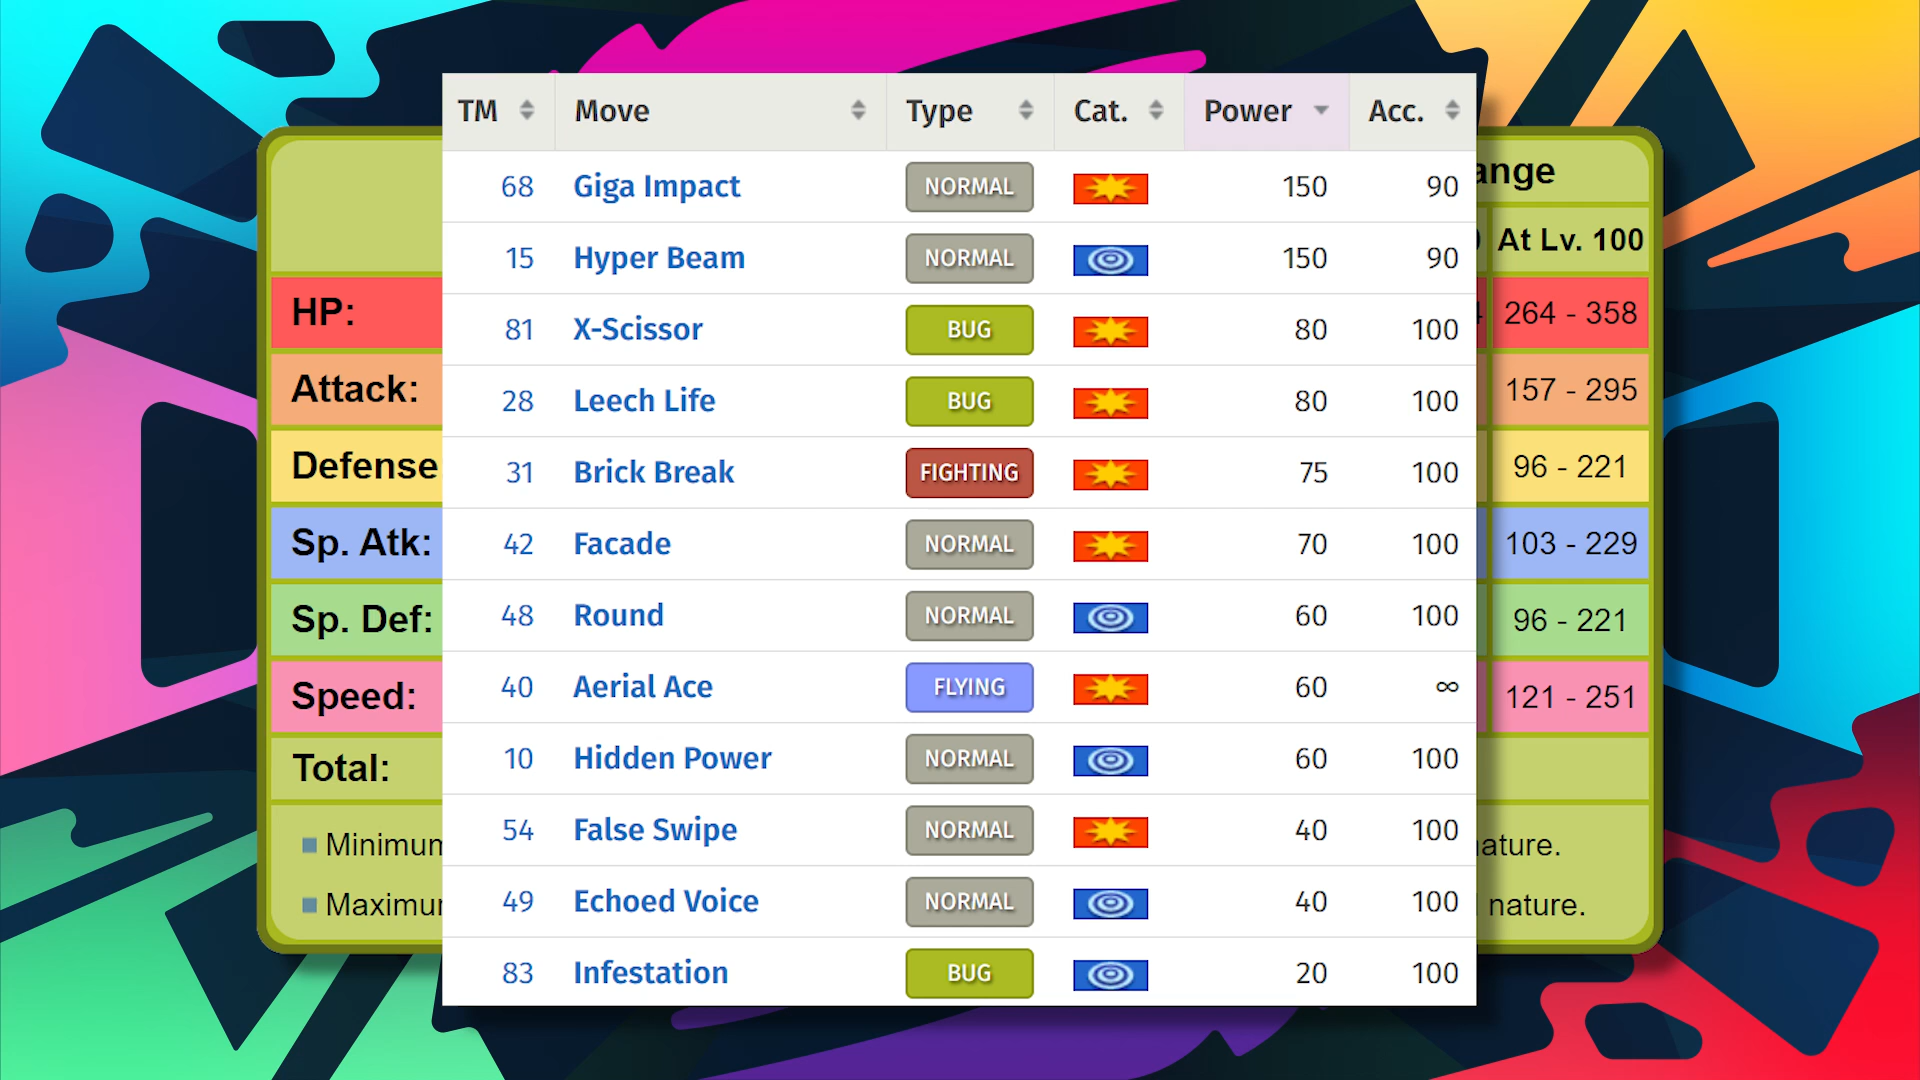 TM Move Type Cat. Power Acc.
68 Giga Impact NORMAL 150 90
15 Hyper Beam NORMAL 150 90
81 X-Scissor BUG 80 100
28 Leech Life BUG 80 100
31 Brick Break FIGHTING 75 100
42 Facade NORMAL 70 100
48 Round NORMAL 60 100
40 Aerial Ace FLYING 60 ∞
10 Hidden Power NORMAL 60 100
54 False Swipe NORMAL 40 100
49 Echoed Voice NORMAL 40 100
83 Infestation BUG 20 100
At Lv. 100
HP: 264 - 358
Attack: 157 - 295
Defense 96 - 221
Sp. Atk: 103 - 229
Sp. Def: 96 - 221
Speed: 121 - 251
Total:
nature.